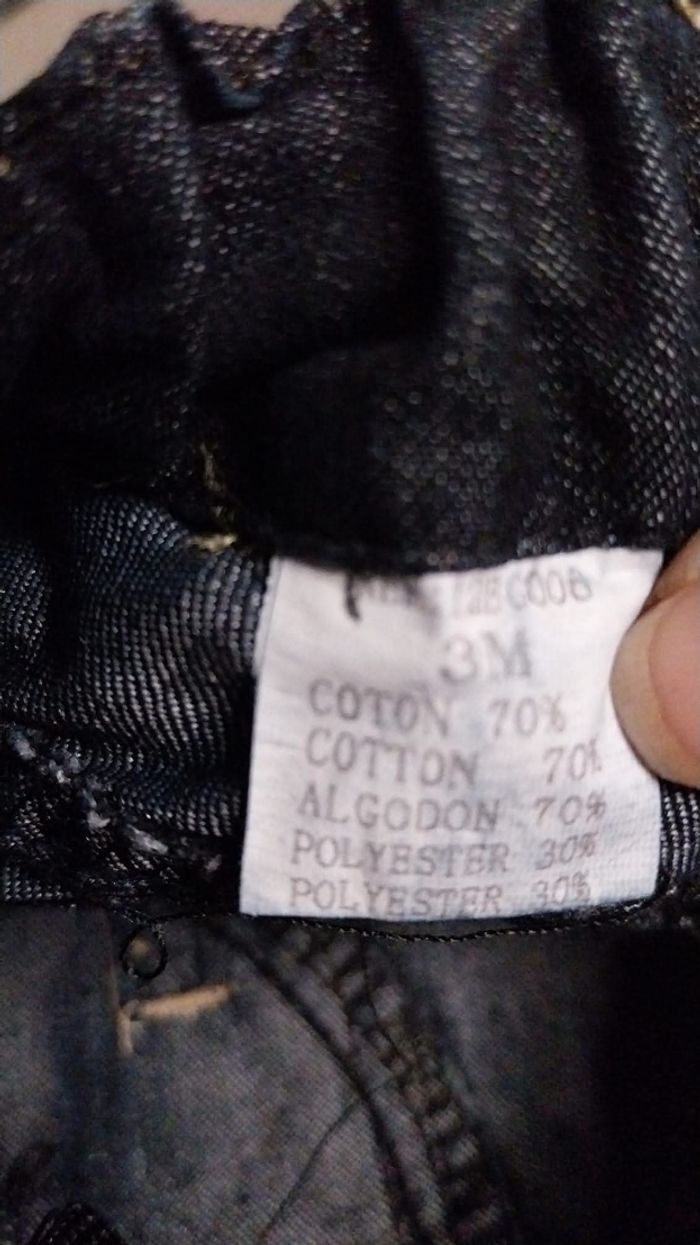 3M
COTON 70%
COTTON 70%
ALGODON 70%
POLYESTER 30%
POLYESTER 30%